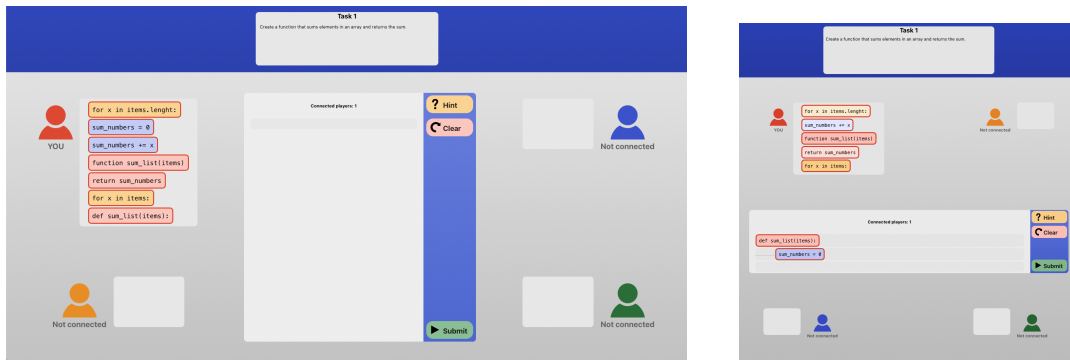 Task 1
Create a function that sums elements in an array and returns the sum.
for x in items.lenght:
sum_numbers = 0
sum_numbers += x
function sum_list(items)
return sum_numbers
for x in items:
def sum_list(items):
YOU
Connected players: 1
Hint
Clear
Submit
Not connected
Not connected
Not connected
Task 1
Create a function that sums elements in an array and returns the sum.
for x in items.lenght:
sum_numbers += x
function sum_list(items)
return sum_numbers
for x in items:
YOU
Not connected
Connected players: 1
def sum_list(items):
sum_numbers = 0
Hint
Clear
Submit
Not connected
Not connected